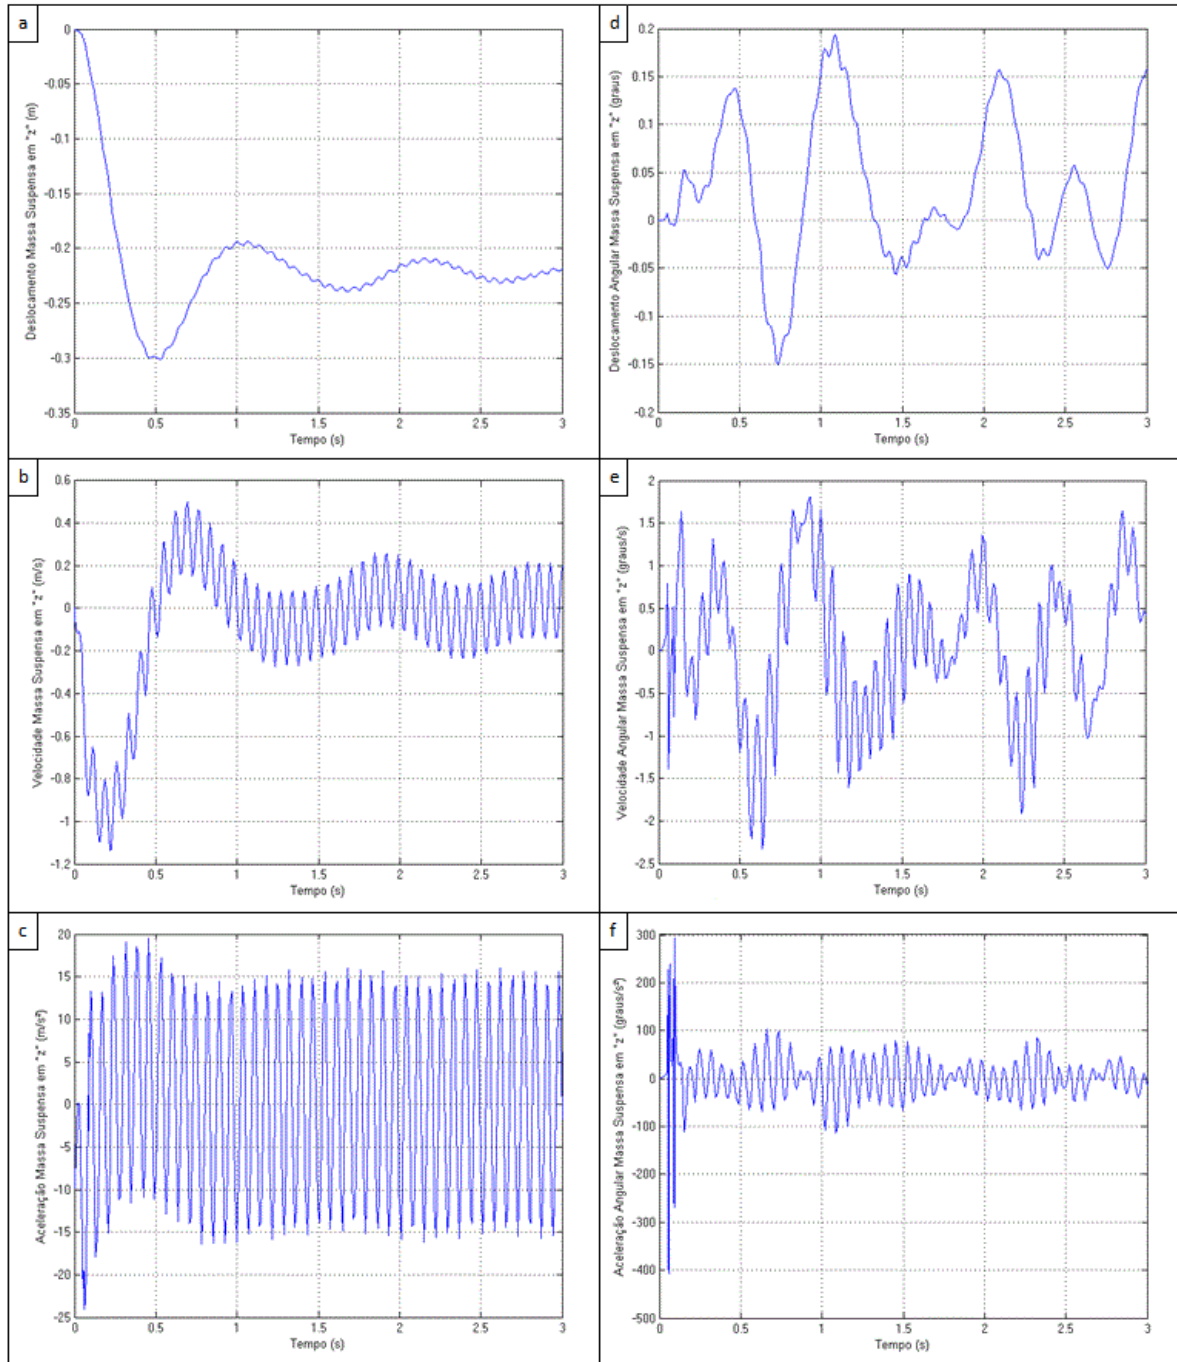 a
Deslocamento Massa Suspensa em "z" (m)
0
-0.05
-0.1
-0.15
-0.2
-0.25
-0.3
-0.35
0 0.5 1 1.5 2 2.5 3
Tempo (s)
d
Deslocamento Angular Massa Suspensa em "z" (graus)
0.2
0.15
0.1
0.05
0
-0.05
-0.1
-0.15
-0.2
0 0.5 1 1.5 2 2.5 3
Tempo (s)
b
Velocidade Massa Suspensa em "z" (m/s)
0.6
0.4
0.2
0
-0.2
-0.4
-0.6
-0.8
-1
-1.2
0 0.5 1 1.5 2 2.5 3
Tempo (s)
e
Velocidade Angular Massa Suspensa em "z" (graus/s)
2
1.5
1
0.5
0
-0.5
-1
-1.5
-2
-2.5
0 0.5 1 1.5 2 2.5 3
Tempo (s)
c
Aceleração Massa Suspensa em "z" (m/s²)
20
15
10
5
0
-5
-10
-15
-20
-25
0 0.5 1 1.5 2 2.5 3
Tempo (s)
f
Aceleração Angular Massa Suspensa em "z" (graus/s²)
300
200
100
0
-100
-200
-300
-400
-500
0 0.5 1 1.5 2 2.5 3
Tempo (s)